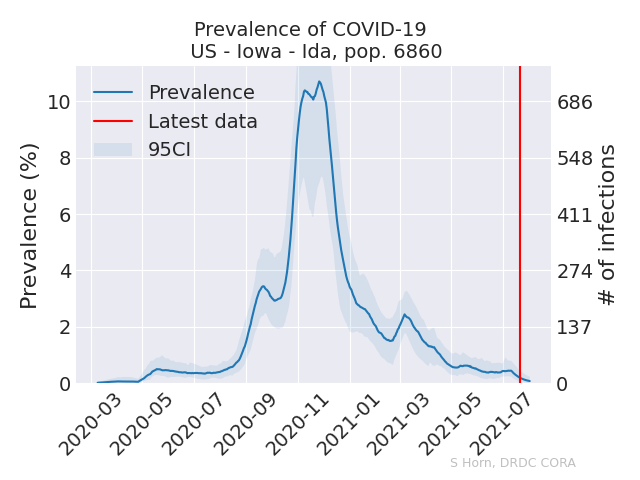 Prevalence of COVID-19
US - Iowa - Ida, pop. 6860
Prevalence
Latest data
95CI
Prevalence (%)
10
8
6
4
2
0
686
548
411
274
137
0
# of infections
2020-03
2020-05
2020-07
2020-09
2020-11
2021-01
2021-03
2021-05
2021-07
S Horn, DRDC CORA